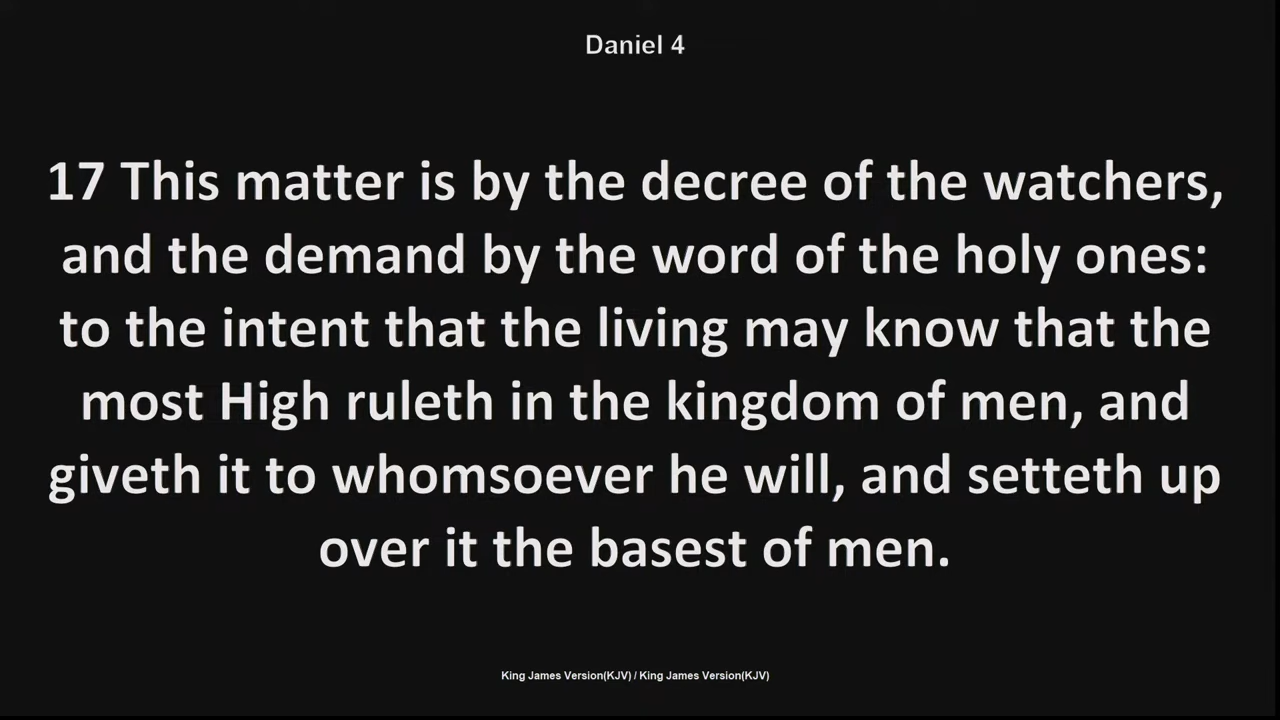 Daniel 4
17 This matter is by the decree of the watchers,
and the demand by the word of the holy ones:
to the intent that the living may know that the
most High ruleth in the kingdom of men, and
giveth it to whomsoever he will, and setteth up
over it the basest of men.
King James Version(KJV) / King James Version(KJV)